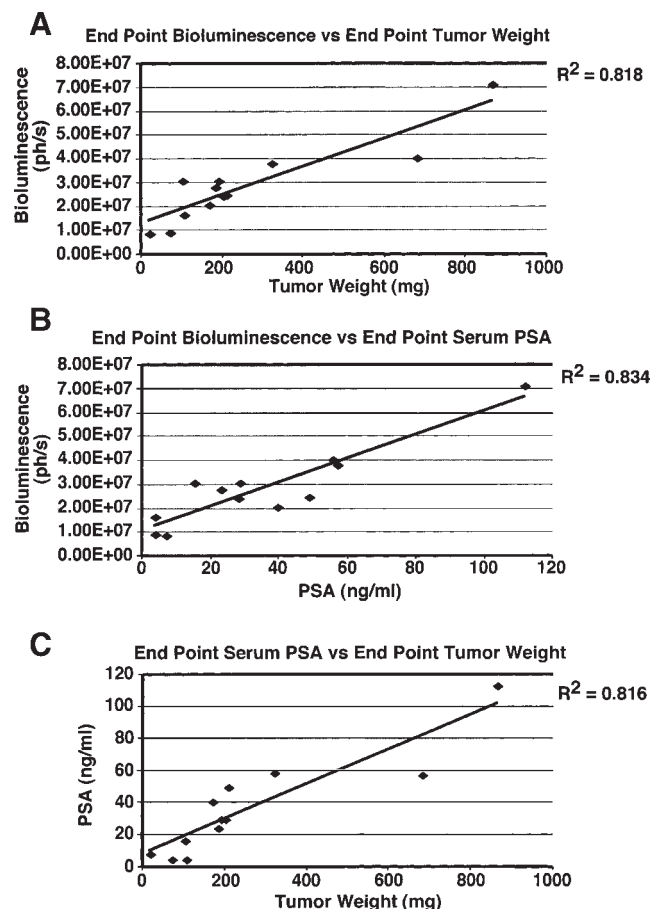 A
End Point Bioluminescence vs End Point Tumor Weight
R² = 0.818
Bioluminescence
(ph/s)
8.00E+07
7.00E+07
6.00E+07
5.00E+07
4.00E+07
3.00E+07
2.00E+07
1.00E+07
0.00E+00
0 200 400 600 800 1000
Tumor Weight (mg)
B
End Point Bioluminescence vs End Point Serum PSA
R² = 0.834
Bioluminescence
(ph/s)
8.00E+07
7.00E+07
6.00E+07
5.00E+07
4.00E+07
3.00E+07
2.00E+07
1.00E+07
0.00E+00
0 20 40 60 80 100 120
PSA (ng/ml)
C
End Point Serum PSA vs End Point Tumor Weight
R² = 0.816
PSA (ng/ml)
120
100
80
60
40
20
0
0 200 400 600 800 1000
Tumor Weight (mg)